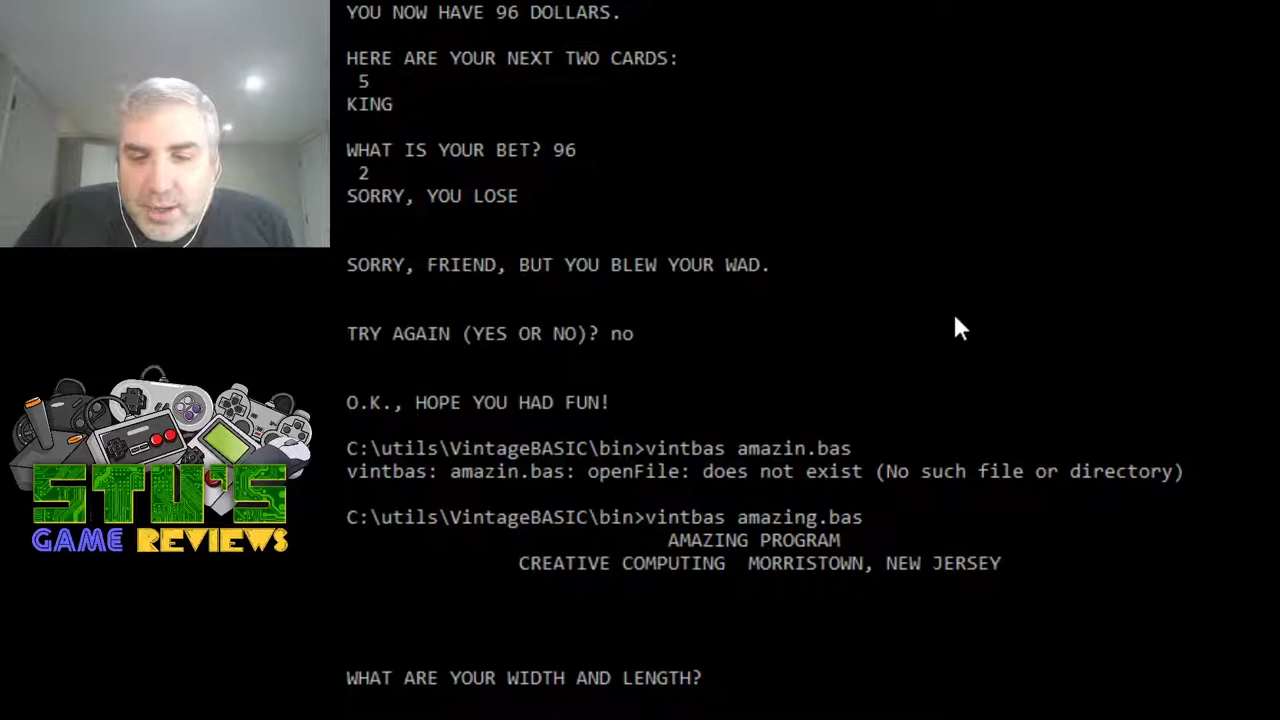 YOU NOW HAVE 96 DOLLARS.
HERE ARE YOUR NEXT TWO CARDS:
5
KING
WHAT IS YOUR BET? 96
2
SORRY, YOU LOSE
SORRY, FRIEND, BUT YOU BLEW YOUR WAD.
TRY AGAIN (YES OR NO)? no
O.K., HOPE YOU HAD FUN!
C:\utils\VintageBASIC\bin>vintbas amazin.bas
vintbas: amazin.bas: openFile: does not exist (No such file or directory)
C:\utils\VintageBASIC\bin>vintbas amazing.bas
AMAZING PROGRAM
CREATIVE COMPUTING  MORRISTOWN, NEW JERSEY
WHAT ARE YOUR WIDTH AND LENGTH?
STU'S
GAME REVIEWS